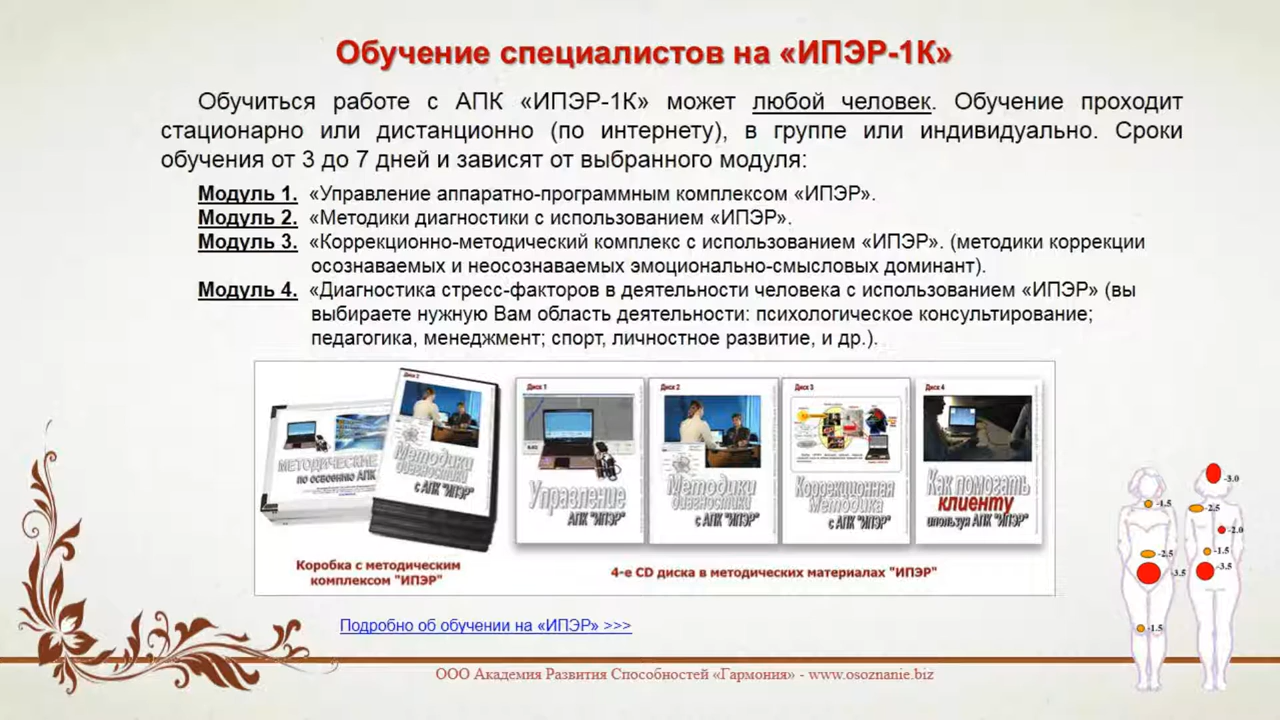 Обучение специалистов на «ИПЭР-1К»
Обучиться работе с АПК «ИПЭР-1К» может любой человек. Обучение проходит
стационарно или дистанционно (по интернету), в группе или индивидуально. Сроки
обучения от 3 до 7 дней и зависят от выбранного модуля:
Модуль 1. «Управление аппаратно-программным комплексом «ИПЭР».
Модуль 2. «Методики диагностики с использованием «ИПЭР».
Модуль 3. «Коррекционно-методический комплекс с использованием «ИПЭР». (методики коррекции
осознаваемых и неосознаваемых эмоционально-смысловых доминант).
Модуль 4. «Диагностика стресс-факторов в деятельности человека с использованием «ИПЭР» (вы
выбираете нужную Вам область деятельности: психологическое консультирование;
педагогика, менеджмент; спорт, личностное развитие, и др.).
МЕТОДИЧЕСКИЕ
по освоению АПК
Диск 2
Методики
диагностики
с АПК "ИПЭР"
Диск 1
Управление
АПК "ИПЭР"
Диск 2
Методики
диагностики
с АПК "ИПЭР"
Диск 3
Коррекционная
Методика
с АПК "ИПЭР"
Диск 4
Как помогать
клиенту
используя АПК "ИПЭР"
Коробка с методическим
комплексом "ИПЭР"
4-е CD диска в методических материалах "ИПЭР"
-1.5
-2.5
-3.5
-1.5
-3.0
-2.5
-2.0
-1.5
-3.5
Подробно об обучении на «ИПЭР» >>>
ООО Академия Развития Способностей «Гармония» - www.osoznanie.biz